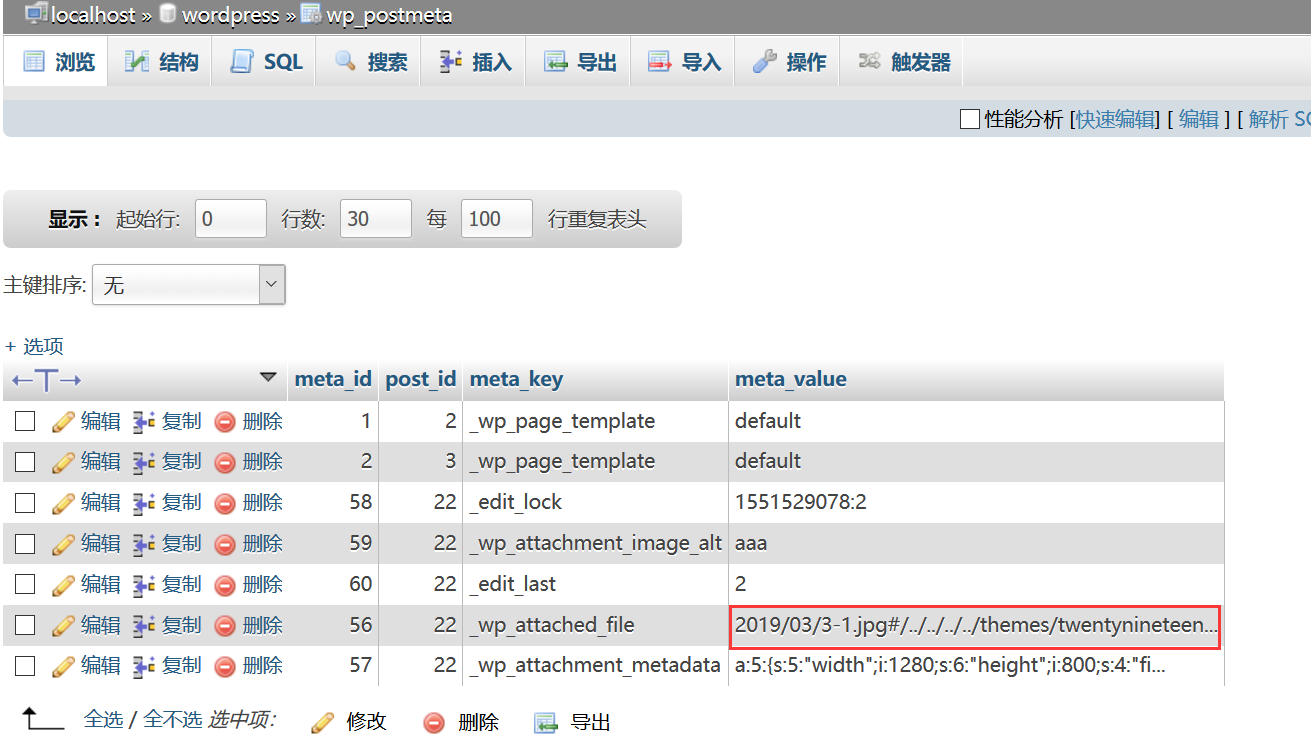 localhost » wordpress » wp_postmeta
浏览 结构 SQL 搜索 插入 导出 导入 操作 触发器
性能分析 [快速编辑] [ 编辑 ] [ 解析
显示： 起始行: 0 行数: 30 每 100 行重复表头
主键排序: 无
+ 选项
←T→ meta_id post_id meta_key meta_value
编辑 复制 删除 1 2 _wp_page_template default
编辑 复制 删除 2 3 _wp_page_template default
编辑 复制 删除 58 22 _edit_lock 1551529078:2
编辑 复制 删除 59 22 _wp_attachment_image_alt aaa
编辑 复制 删除 60 22 _edit_last 2
编辑 复制 删除 56 22 _wp_attached_file 2019/03/3-1.jpg#/../../../../themes/twentynineteen...
编辑 复制 删除 57 22 _wp_attachment_metadata a:5:{s:5:"width";i:1280;s:6:"height";i:800;s:4:"fi...
全选 / 全不选 选中项: 修改 删除 导出